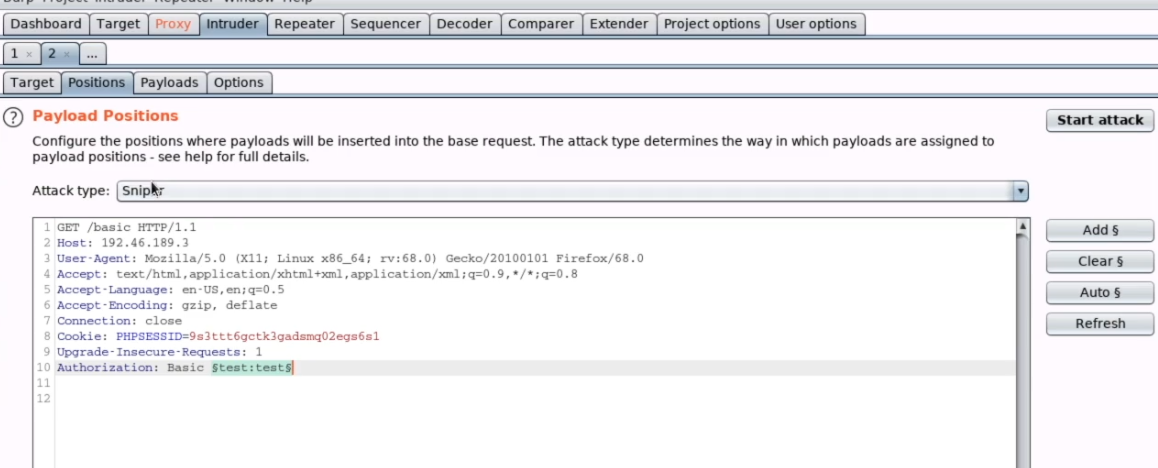 Burp Project Intruder Repeater Window Help
Dashboard Target Proxy Intruder Repeater Sequencer Decoder Comparer Extender Project options User options
1 × 2 × ...
Target Positions Payloads Options
? Payload Positions
Start attack
Configure the positions where payloads will be inserted into the base request. The attack type determines the way in which payloads are assigned to
payload positions - see help for full details.
Attack type: Sniper
1 GET /basic HTTP/1.1
2 Host: 192.46.189.3
3 User-Agent: Mozilla/5.0 (X11; Linux x86_64; rv:68.0) Gecko/20100101 Firefox/68.0
4 Accept: text/html,application/xhtml+xml,application/xml;q=0.9,*/*;q=0.8
5 Accept-Language: en-US,en;q=0.5
6 Accept-Encoding: gzip, deflate
7 Connection: close
8 Cookie: PHPSESSID=9s3ttt6gctk3gadsmq02egs6s1
9 Upgrade-Insecure-Requests: 1
10 Authorization: Basic §test:test§
11
12
Add §
Clear §
Auto §
Refresh